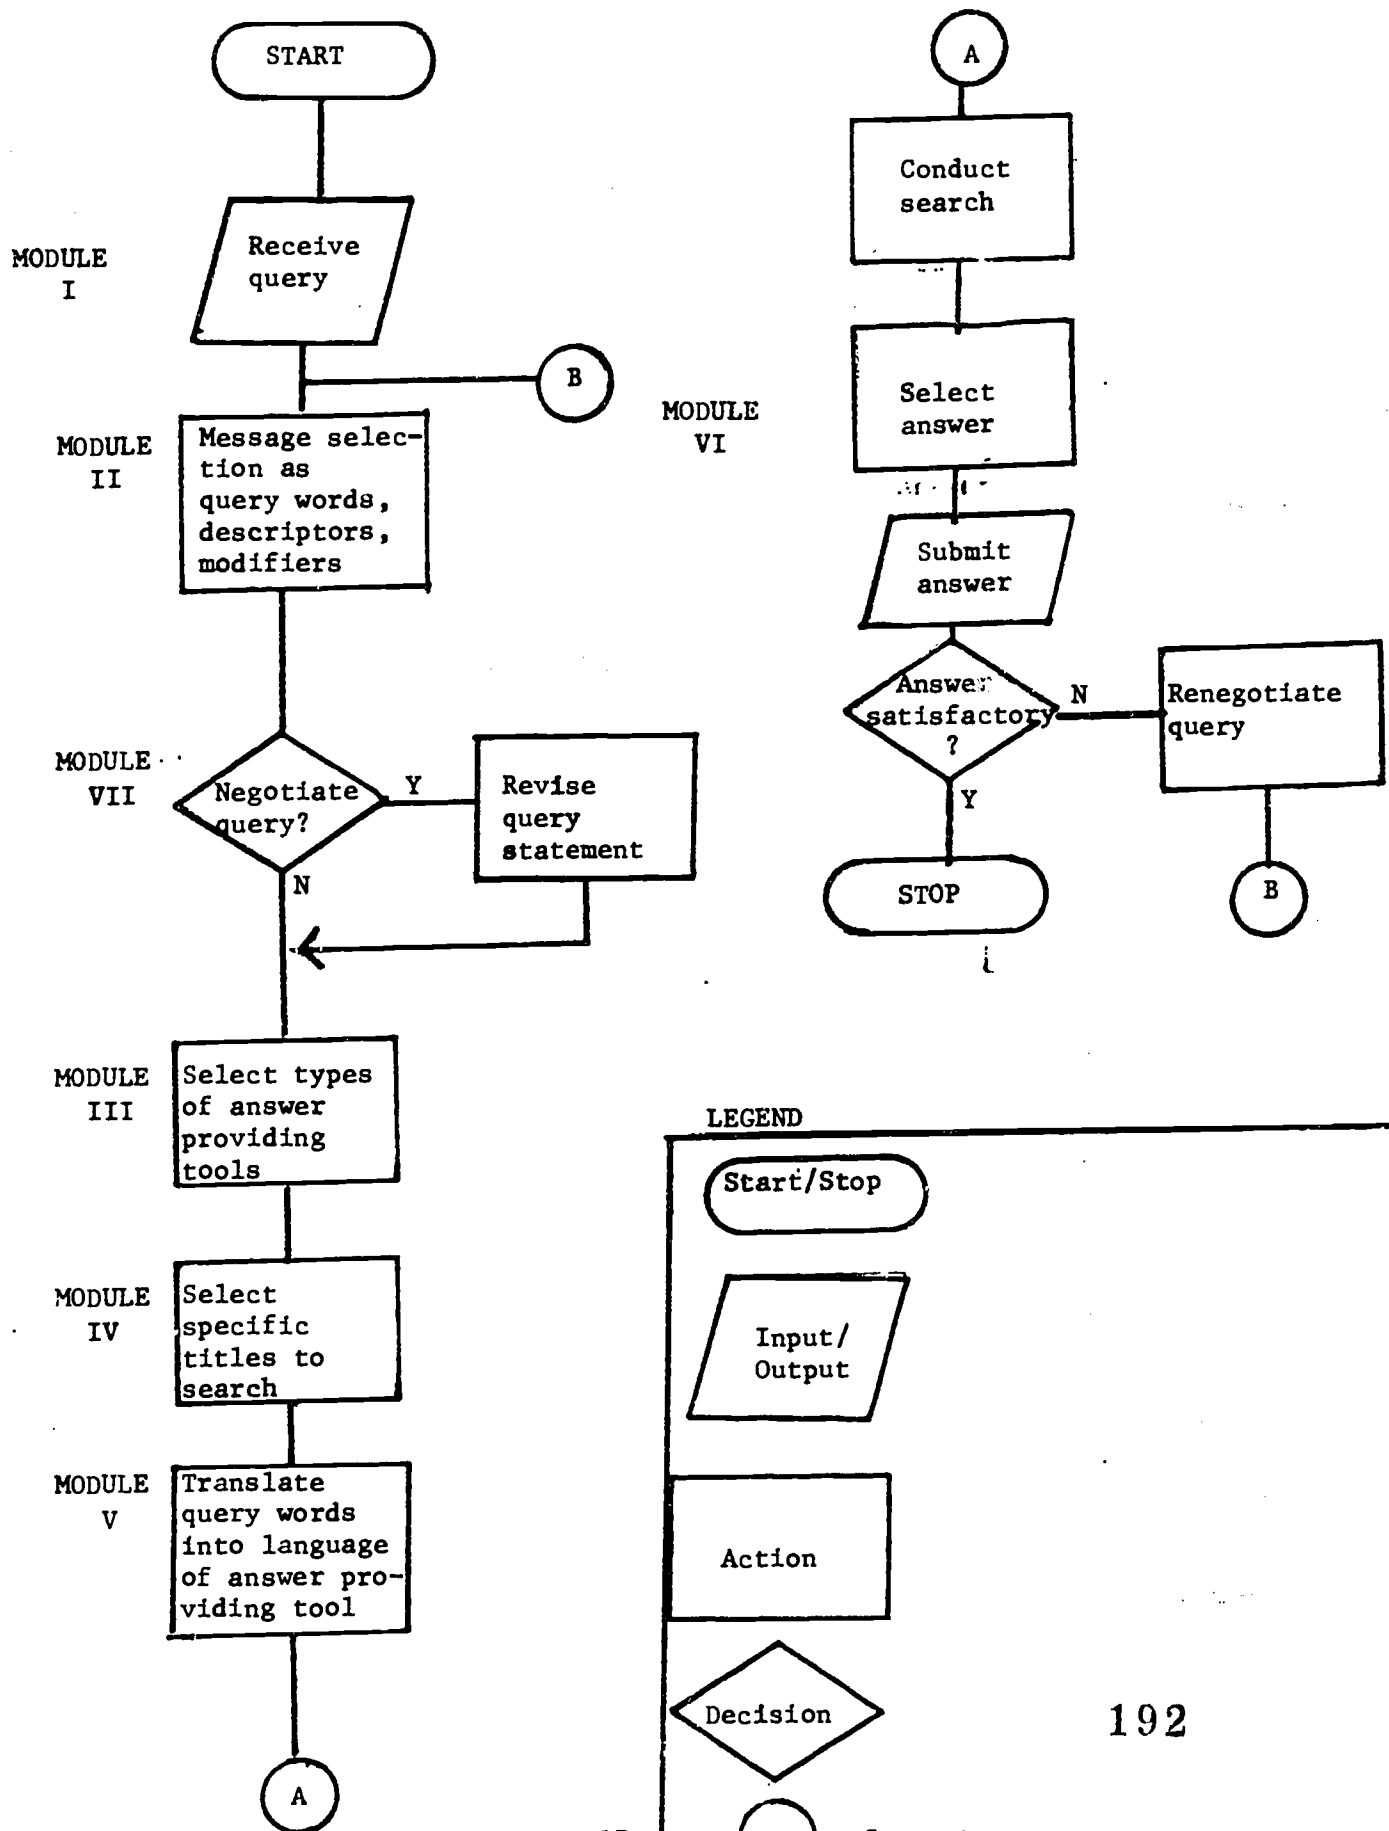 START
MODULE
I
Receive
query
B
MODULE
II
Message selec-
tion as
query words,
descriptors,
modifiers
MODULE
VII
Negotiate
query?
Y
Revise
query
statement
N
MODULE
III
Select types
of answer
providing
tools
MODULE
IV
Select
specific
titles to
search
MODULE
V
Translate
query words
into language
of answer pro-
viding tool
A
A
Conduct
search
MODULE
VI
Select
answer
Submit
answer
Answer
satisfactory
?
N
Renegotiate
query
Y
STOP
B
LEGEND
Start/Stop
Input/
Output
Action
Decision
192